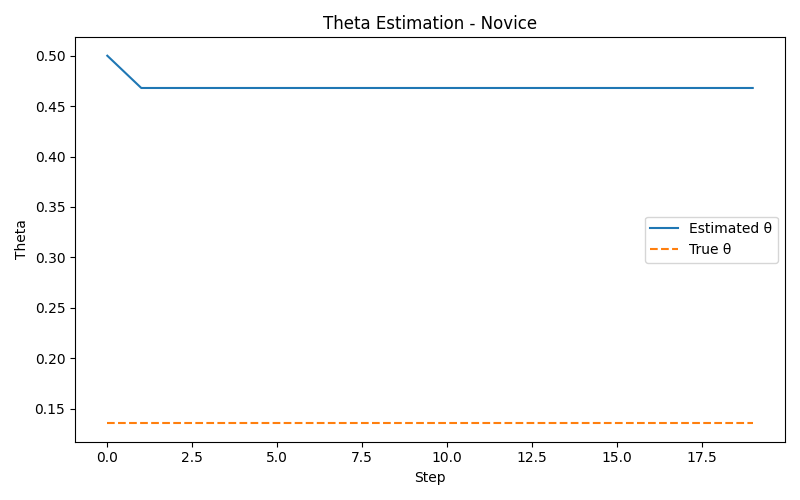 Theta Estimation - Novice
Theta
0.50
0.45
0.40
0.35
0.30
0.25
0.20
0.15
Estimated θ
True θ
0.0 2.5 5.0 7.5 10.0 12.5 15.0 17.5
Step